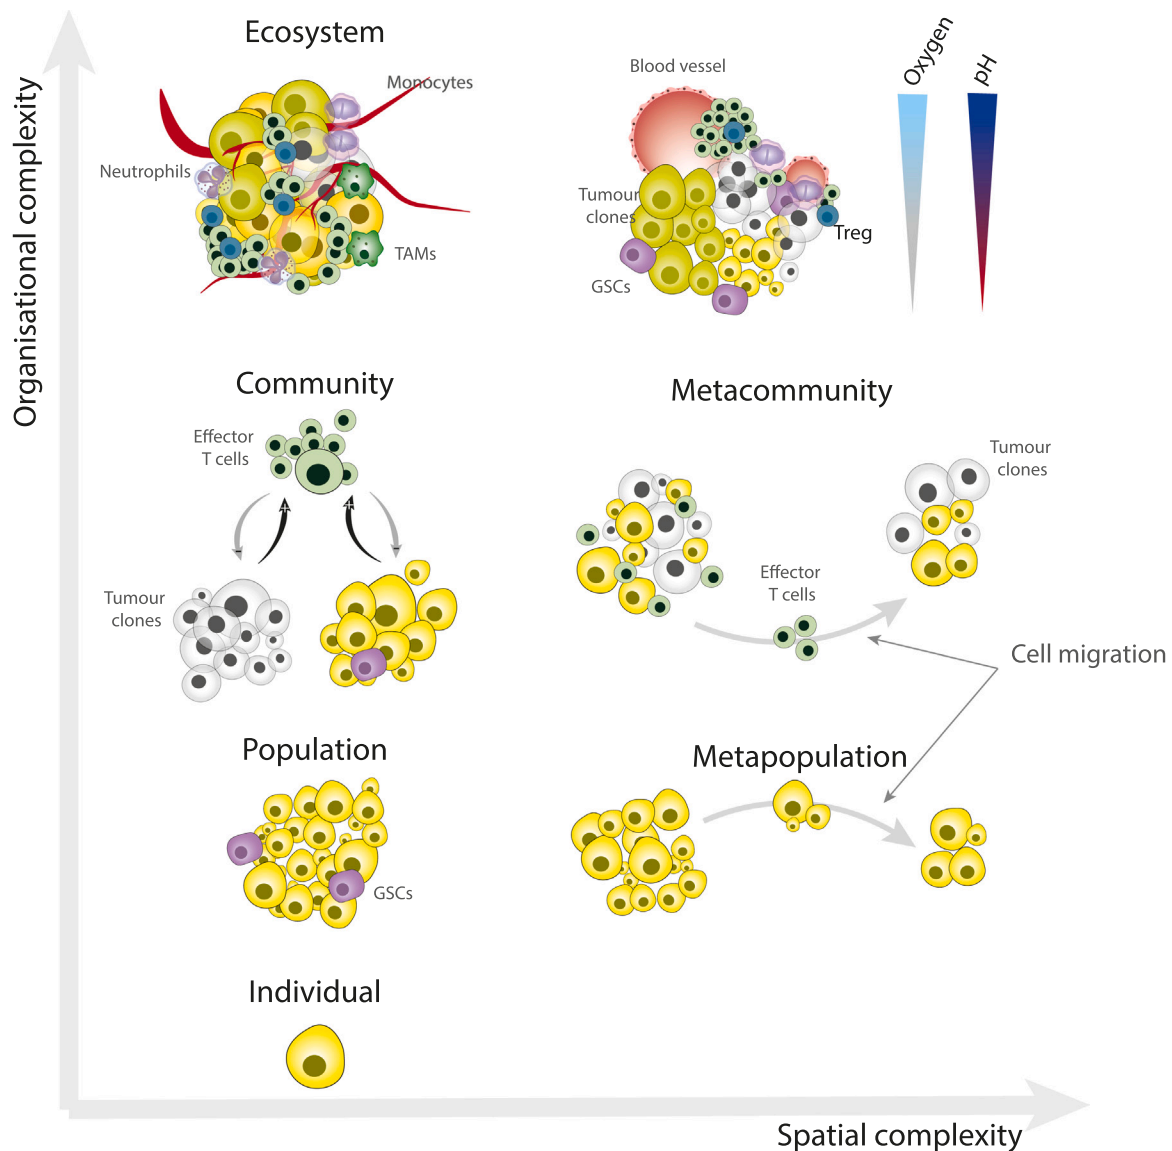 Ecosystem
Monocytes
Neutrophils
TAMs
Blood vessel
Tumour
clones
Treg
GSCs
Oxygen
pH
Organisational complexity
Community
Effector
T cells
Tumour
clones
Metacommunity
Tumour
clones
Effector
T cells
Cell migration
Population
GSCs
Metapopulation
Individual
Spatial complexity